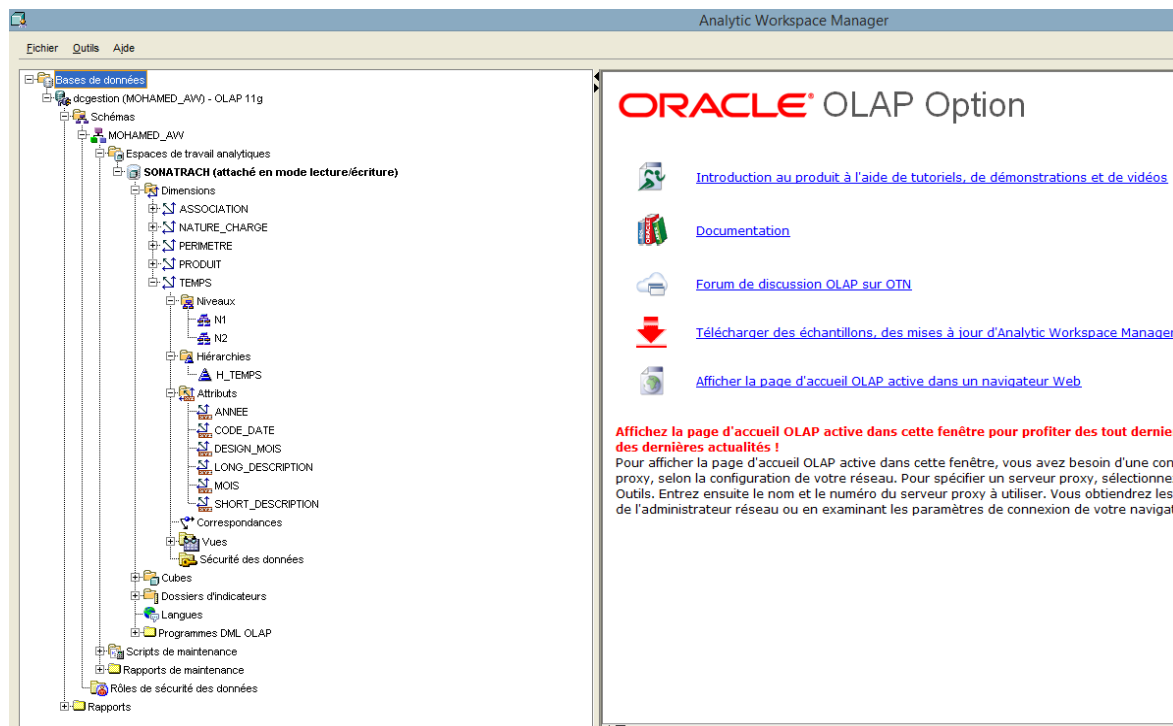 Analytic Workspace Manager
Fichier Outils Aide
Bases de données
dcgestion (MOHAMED_AW) - OLAP 11g
Schémas
MOHAMED_AW
Espaces de travail analytiques
SONATRACH (attaché en mode lecture/écriture)
Dimensions
ASSOCIATION
NATURE_CHARGE
PERIMETRE
PRODUIT
TEMPS
Niveaux
N1
N2
Hiérarchies
H_TEMPS
Attributs
ANNEE
CODE_DATE
DESIGN_MOIS
LONG_DESCRIPTION
MOIS
SHORT_DESCRIPTION
Correspondances
Vues
Sécurité des données
Cubes
Dossiers d'indicateurs
Langues
Programmes DML OLAP
Scripts de maintenance
Rapports de maintenance
Rôles de sécurité des données
Rapports
ORACLE® OLAP Option
Introduction au produit à l'aide de tutoriels, de démonstrations et de vidéos
Documentation
Forum de discussion OLAP sur OTN
Télécharger des échantillons, des mises à jour d'Analytic Workspace Manager
Afficher la page d'accueil OLAP active dans un navigateur Web
Affichez la page d'accueil OLAP active dans cette fenêtre pour profiter des tout dernie
des dernières actualités !
Pour afficher la page d'accueil OLAP active dans cette fenêtre, vous avez besoin d'une con
proxy, selon la configuration de votre réseau. Pour spécifier un serveur proxy, sélectionne
Outils. Entrez ensuite le nom et le numéro du serveur proxy à utiliser. Vous obtiendrez les
de l'administrateur réseau ou en examinant les paramètres de connexion de votre navigat